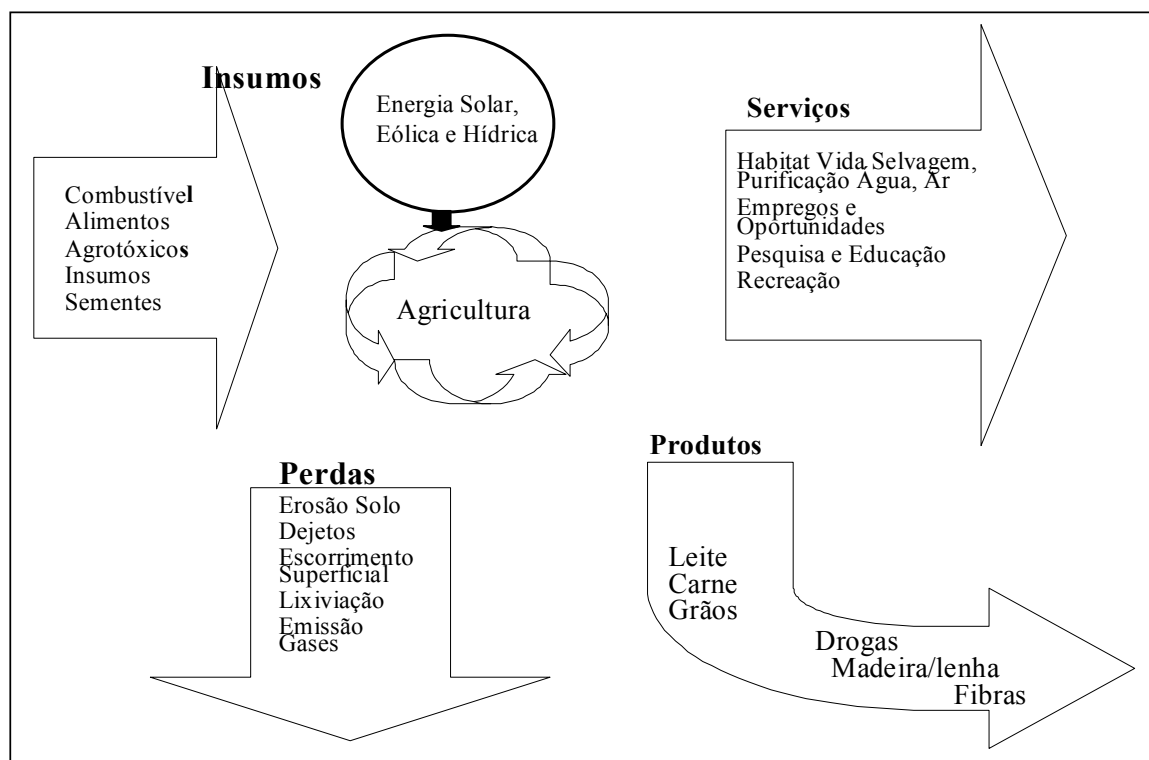 Insumos
Combustível
Alimentos
Agrotóxicos
Insumos
Sementes
Energia Solar,
Eólica e Hídrica
Agricultura
Serviços
Habitat Vida Selvagem,
Purificação Água, Ar
Empregos e
Oportunidades
Pesquisa e Educação
Recreação
Perdas
Erosão Solo
Dejetos
Escorrimento
Superficial
Lixiviação
Emissão
Gases
Produtos
Leite
Carne
Grãos
Drogas
Madeira/lenha
Fibras